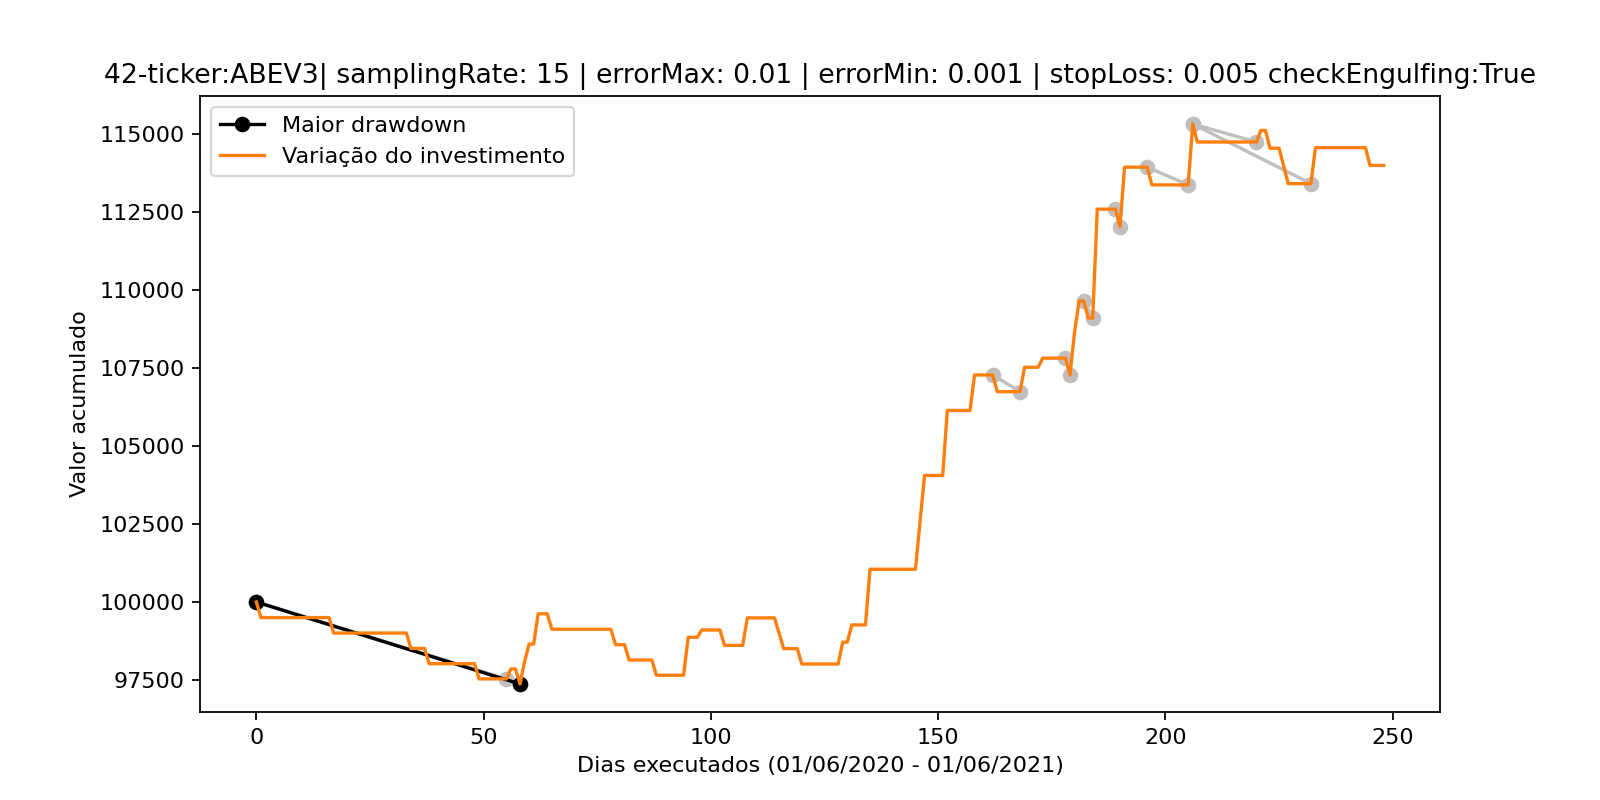 42-ticker:ABEV3| samplingRate: 15 | errorMax: 0.01 | errorMin: 0.001 | stopLoss: 0.005 checkEngulfing:True
Maior drawdown
Variação do investimento
Valor acumulado
115000
112500
110000
107500
105000
102500
100000
97500
0 50 100 150 200 250
Dias executados (01/06/2020 - 01/06/2021)